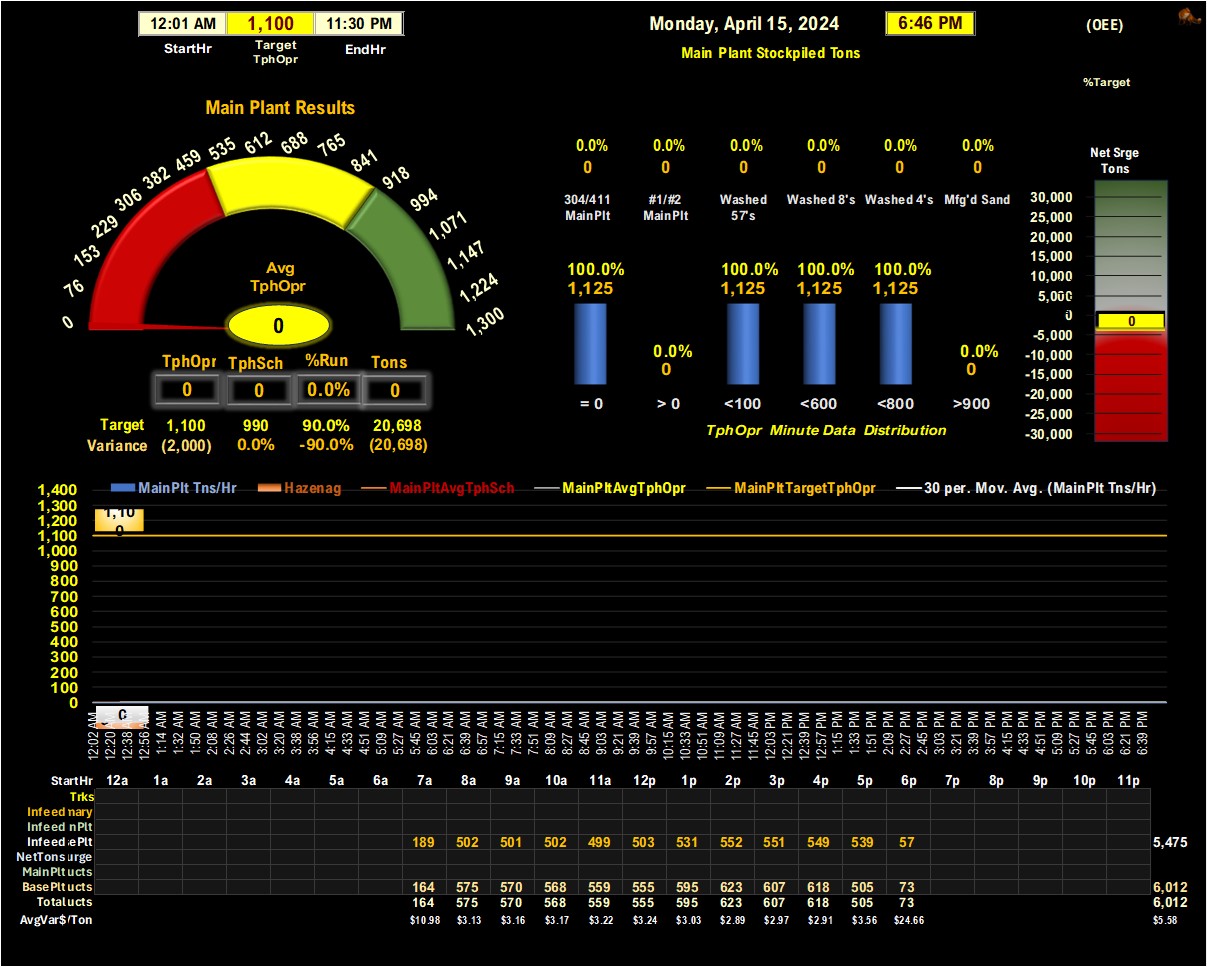 12:01 AM 1,100 11:30 PM Monday, April 15, 2024 6:46 PM (OEE)
StartHr Target TphOpr EndHr
Main Plant Stockpiled Tons
%Target
Main Plant Results
0 76 153 229 306 382 459 535 612 688 765 841 918 994 1,071 1,147 1,224 1,300
Avg
TphOpr
0
TphOpr TphSch %Run Tons
0 0 0.0% 0
Target 1,100 990 90.0% 20,698
Variance (2,000) 0.0% -90.0% (20,698)
0.0% 0.0% 0.0% 0.0% 0.0% 0.0%
0 0 0 0 0 0
304/411 MainPlt #1/#2 MainPlt Washed 57's Washed 8's Washed 4's Mfg'd Sand
100.0% 100.0% 100.0% 100.0%
1,125 1,125 1,125 1,125
0.0% 0.0%
0 0
= 0 > 0 <100 <600 <800 >900
TphOpr Minute Data Distribution
Net Srge
Tons
30,000
25,000
20,000
15,000
10,000
5,000
0 0
-5,000
-10,000
-15,000
-20,000
-25,000
-30,000
MainPlt Tns/Hr Hazenag MainPltAvgTphSch MainPltAvgTphOpr MainPltTargetTphOpr 30 per. Mov. Avg. (MainPlt Tns/Hr)
1,400
1,300
1,200
1,100
1,000
900
800
700
600
500
400
300
200
100
0
0
12:02 AM 12:20 12:38 12:56 AM 1:14 AM 1:32 AM 1:50 AM 2:08 AM 2:26 AM 2:44 AM 3:02 AM 3:20 AM 3:38 AM 3:56 AM 4:15 AM 4:33 AM 4:51 AM 5:09 AM 5:27 AM 5:45 AM 6:03 AM 6:21 AM 6:39 AM 6:57 AM 7:15 AM 7:33 AM 7:51 AM 8:09 AM 8:27 AM 8:45 AM 9:03 AM 9:21 AM 9:39 AM 9:57 AM 10:15 AM 10:33 AM 10:51 AM 11:09 AM 11:27 AM 11:45 AM 12:03 PM 12:21 PM 12:39 PM 12:57 PM 1:15 PM 1:33 PM 1:51 PM 2:09 PM 2:27 PM 2:45 PM 3:03 PM 3:21 PM 3:39 PM 3:57 PM 4:15 PM 4:33 PM 4:51 PM 5:09 PM 5:27 PM 5:45 PM 6:03 PM 6:21 PM 6:39 PM
StartHr 12a 1a 2a 3a 4a 5a 6a 7a 8a 9a 10a 11a 12p 1p 2p 3p 4p 5p 6p 7p 8p 9p 10p 11p
Trks
Infeed mary
Infeed nPlt
Infeed ePlt 189 502 501 502 499 503 531 552 551 549 539 57 5,475
NetTons urge
MainPlt ucts
BasePlt ucts 164 575 570 568 559 555 595 623 607 618 505 73 6,012
Total ucts 164 575 570 568 559 555 595 623 607 618 505 73 6,012
AvgVar$/Ton $10.98 $3.13 $3.16 $3.17 $3.22 $3.24 $3.03 $2.89 $2.97 $2.91 $3.56 $24.66 $5.58